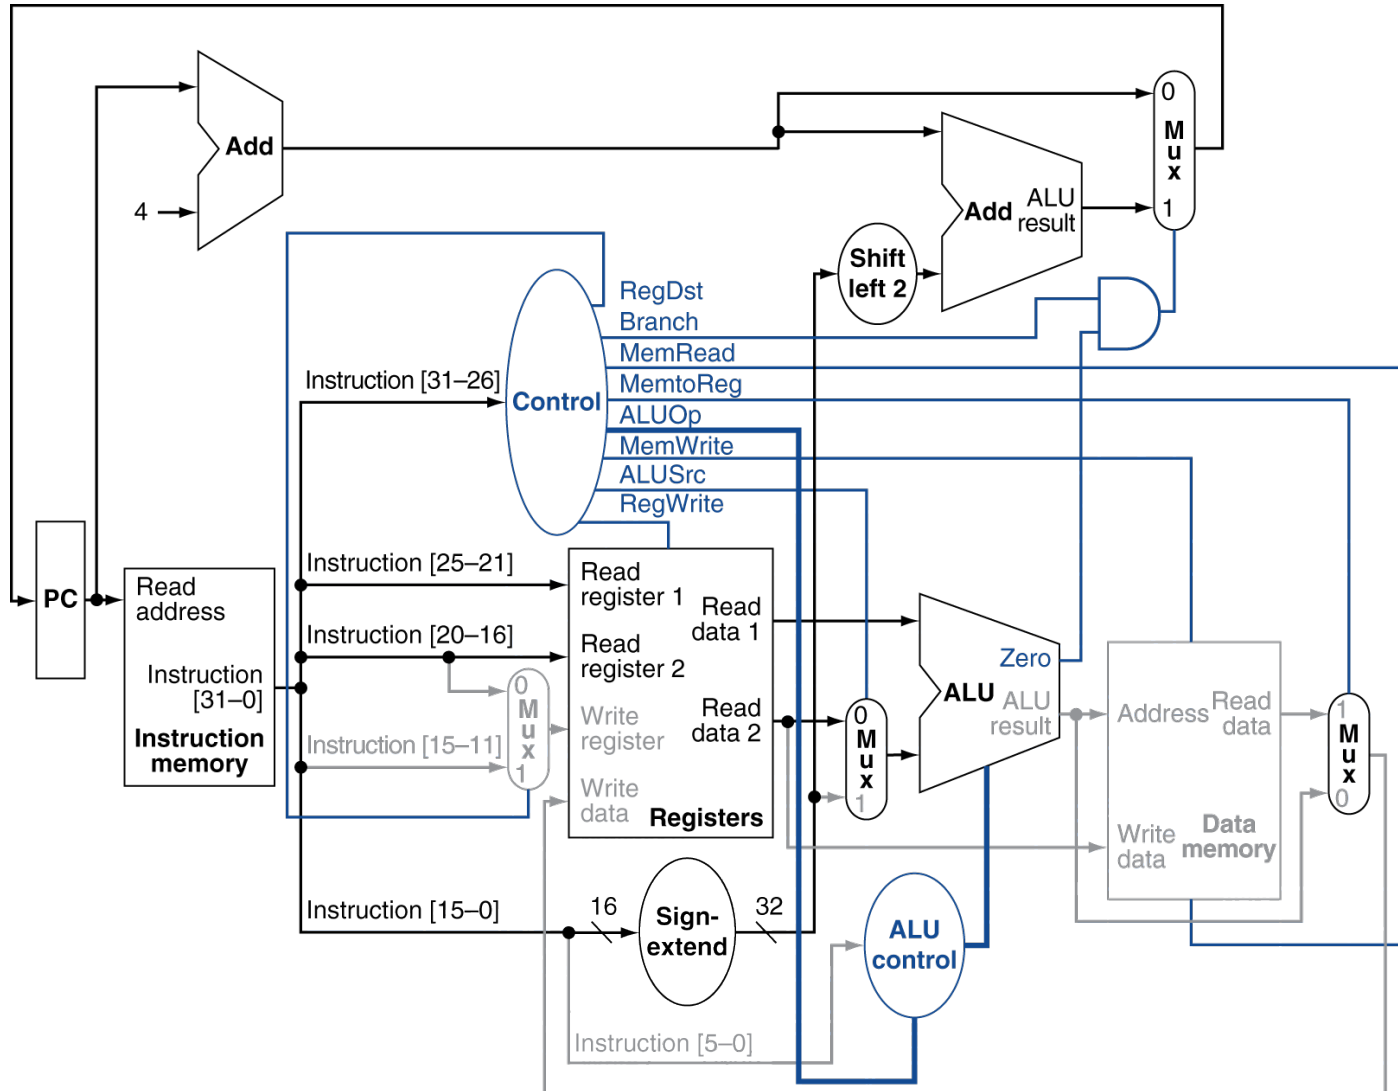 0
M
u
x
1
Add
4
Add
ALU
result
Shift
left 2
RegDst
Branch
MemRead
MemtoReg
ALUOp
MemWrite
ALUSrc
RegWrite
Instruction [31–26]
Control
Instruction [25–21]
Instruction [20–16]
Instruction [15–11]
Instruction [15–0]
Instruction [5–0]
PC
Read
address
Instruction
[31–0]
Instruction
memory
0
M
u
x
1
Read
register 1
Read
register 2
Write
register
Write
data
Read
data 1
Read
data 2
Registers
0
M
u
x
1
Zero
ALU
ALU
result
Address
Read
data
Write
data
Data
memory
1
M
u
x
0
16
Sign-
extend
32
ALU
control